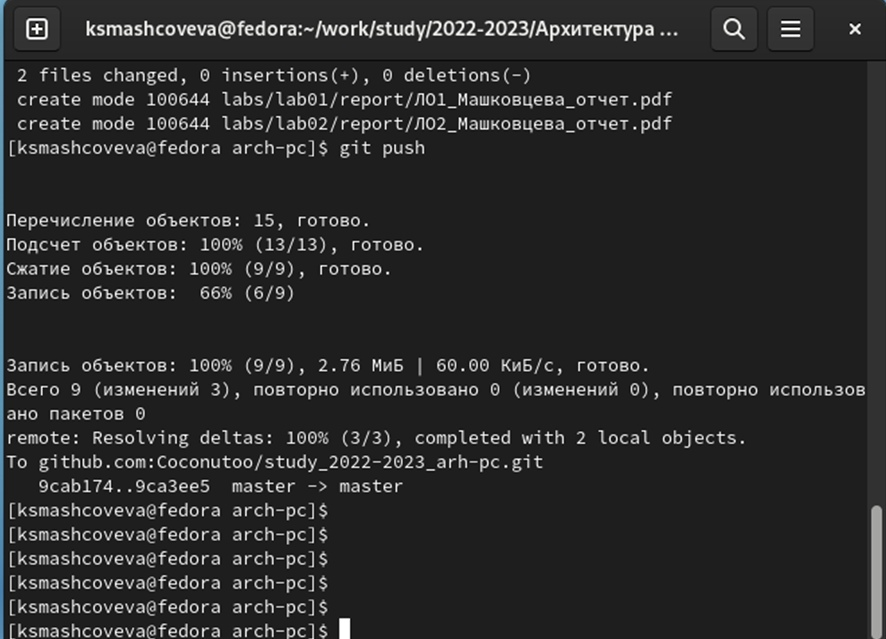 ksmashcoveva@fedora:~/work/study/2022-2023/Архитектура ...
2 files changed, 0 insertions(+), 0 deletions(-)
create mode 100644 labs/lab01/report/ЛО1_Машковцева_отчет.pdf
create mode 100644 labs/lab02/report/ЛО2_Машковцева_отчет.pdf
[ksmashcoveva@fedora arch-pc]$ git push
Перечисление объектов: 15, готово.
Подсчет объектов: 100% (13/13), готово.
Сжатие объектов: 100% (9/9), готово.
Запись объектов:  66% (6/9)
Запись объектов: 100% (9/9), 2.76 МиБ | 60.00 КиБ/с, готово.
Всего 9 (изменений 3), повторно использовано 0 (изменений 0), повторно использов
ано пакетов 0
remote: Resolving deltas: 100% (3/3), completed with 2 local objects.
To github.com:Coconutoo/study_2022-2023_arh-pc.git
9cab174..9ca3ee5  master -> master
[ksmashcoveva@fedora arch-pc]$
[ksmashcoveva@fedora arch-pc]$
[ksmashcoveva@fedora arch-pc]$
[ksmashcoveva@fedora arch-pc]$
[ksmashcoveva@fedora arch-pc]$
[ksmashcoveva@fedora arch-pc]$